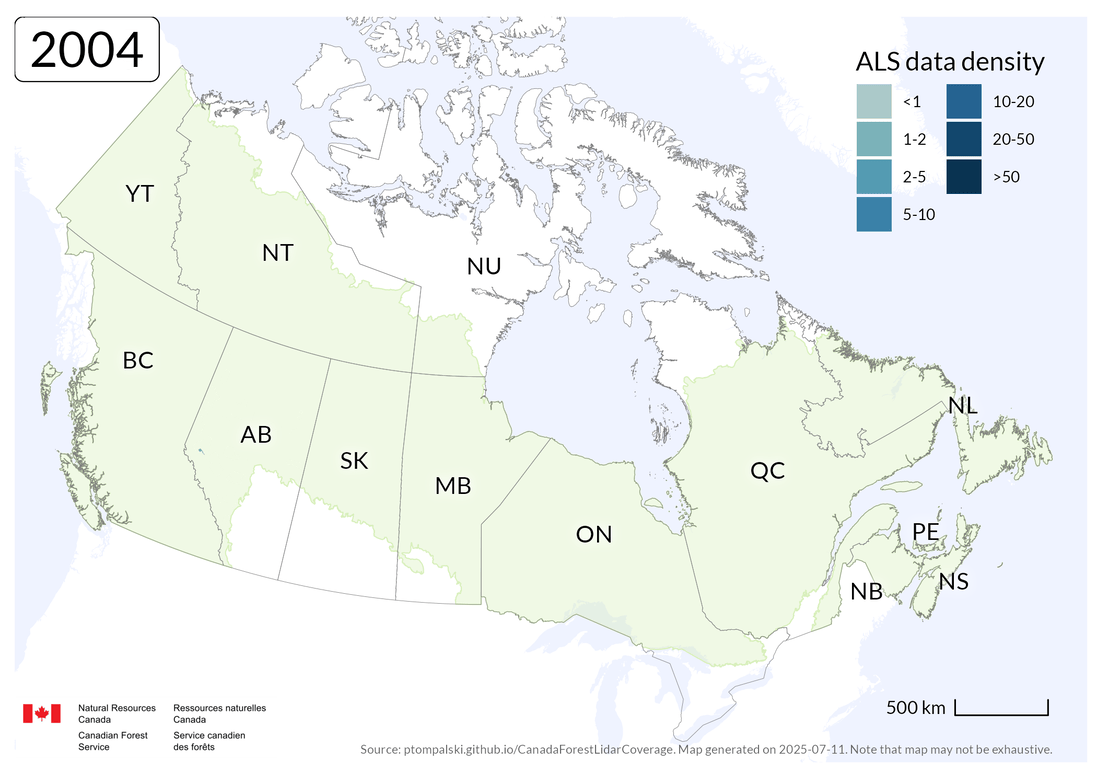 2004
ALS data density
<1
10-20
1-2
20-50
2-5
>50
5-10
YT
NT
NU
BC
AB
SK
MB
ON
QC
NL
PE
NB
NS
500 km
Natural Resources
Canada
Ressources naturelles
Canada
Canadian Forest
Service
Service canadien
des forêts
Source: ptompalski.github.io/CanadaForestLidarCoverage. Map generated on 2025-07-11. Note that map may not be exhaustive.